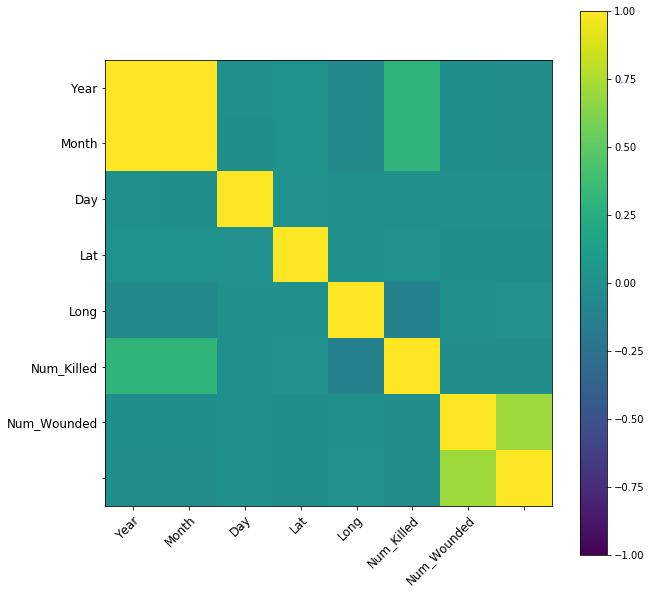 Year
Month
Day
Lat
Long
Num_Killed
Num_Wounded
Year
Month
Day
Lat
Long
Num_Killed
Num_Wounded
1.00
0.75
0.50
0.25
0.00
−0.25
−0.50
−0.75
−1.00